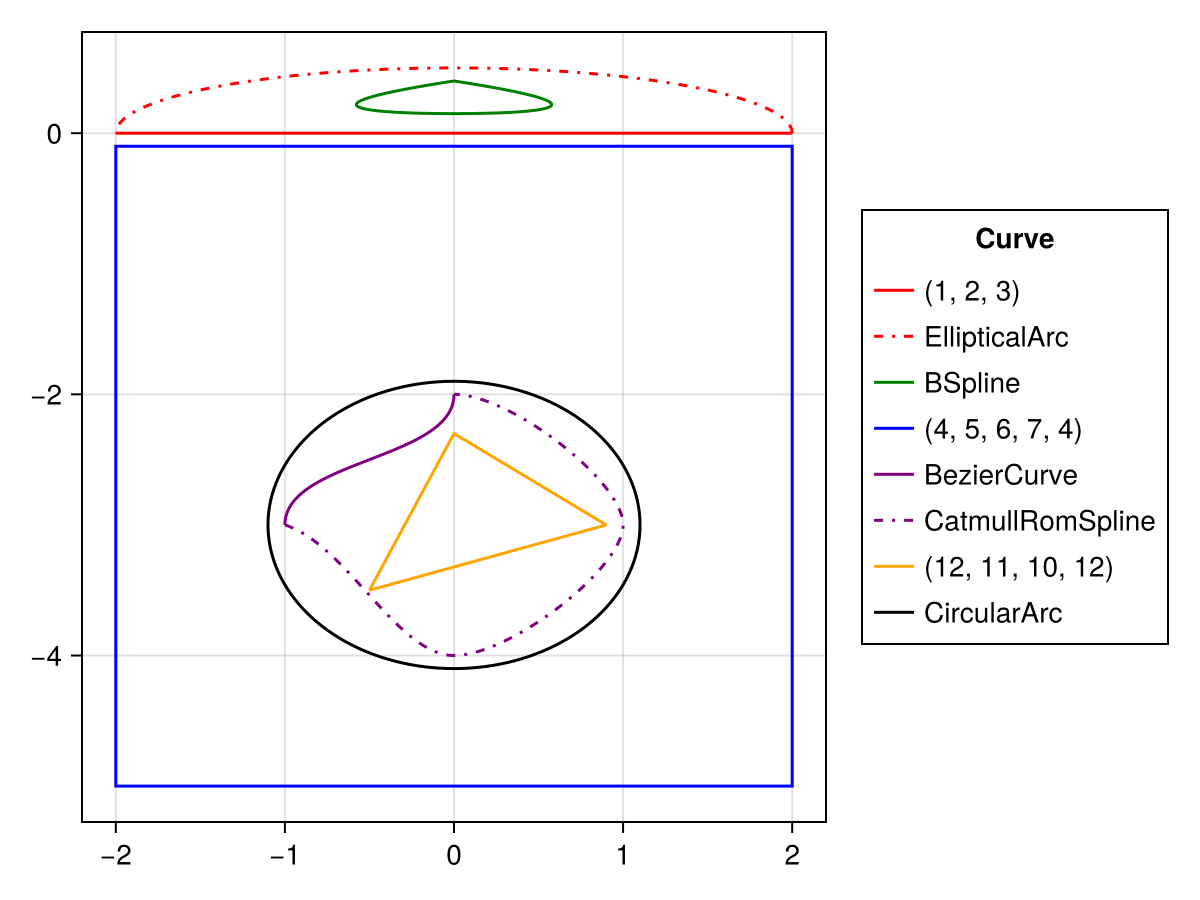 0
−2
−4
−2 −1 0 1 2
Curve
(1, 2, 3)
EllipticalArc
BSpline
(4, 5, 6, 7, 4)
BezierCurve
CatmullRomSpline
(12, 11, 10, 12)
CircularArc